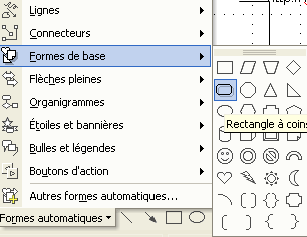 Lignes
Connecteurs
Formes de base
Flèches pleines
Organigrammes
Étoiles et bannières
Bulles et légendes
Boutons d'action
Autres formes automatiques...
Formes automatiques
Rectangle à coins